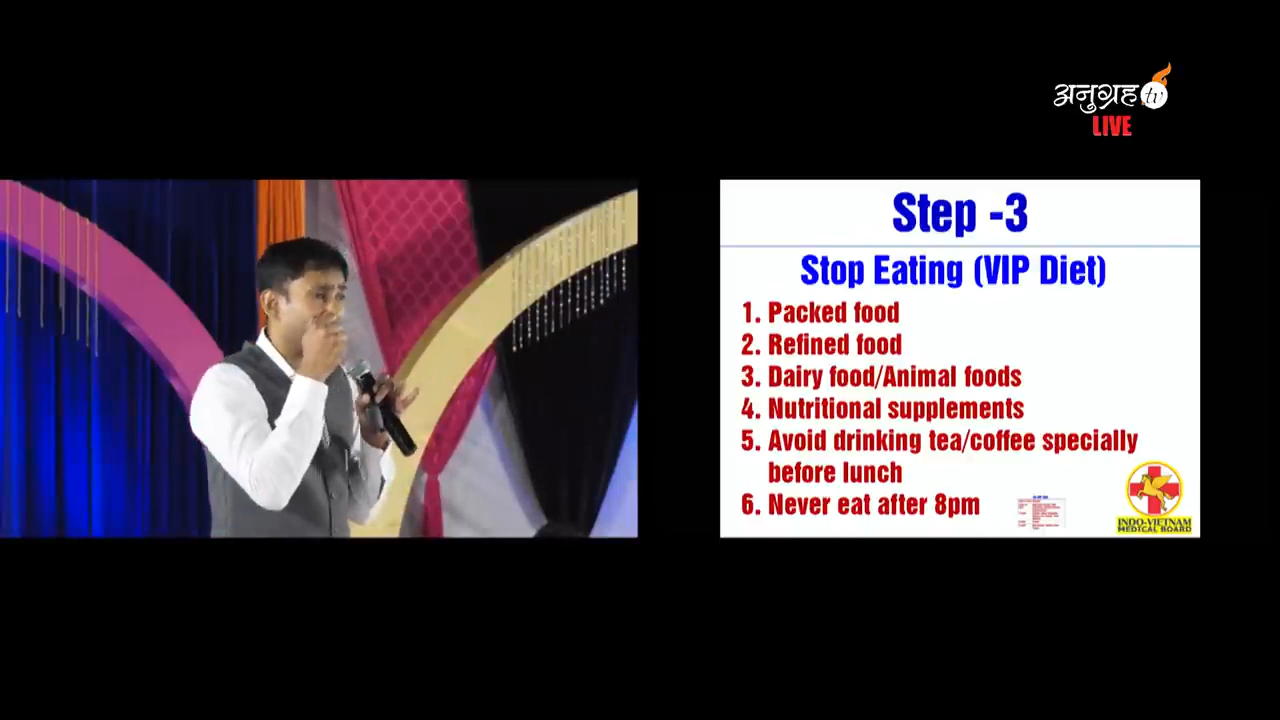 अनुग्रह tv
LIVE
Step -3
Stop Eating (VIP Diet)
1. Packed food
2. Refined food
3. Dairy food/Animal foods
4. Nutritional supplements
5. Avoid drinking tea/coffee specially
before lunch
6. Never eat after 8pm
INDO-VIETNAM
MEDICAL BOARD